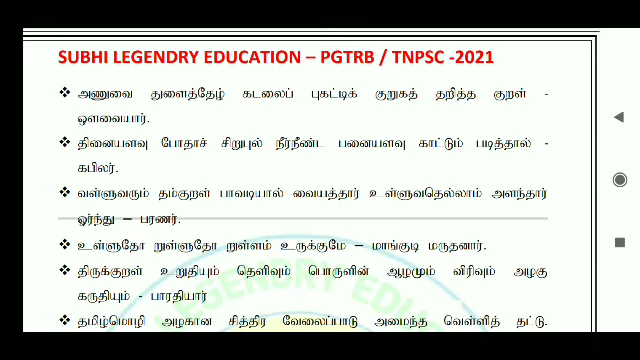 SUBHI LEGENDRY EDUCATION – PGTRB / TNPSC -2021
❖ அணுவை துளைத்தேழ் கடலைப் புகட்டிக் குறுகத் தறித்த குறள் -
ஔவையார்.
❖ தினையளவு போதாச் சிறுபுல் நீர்நீண்ட பனையளவு காட்டும் படித்தால் -
கபிலர்.
❖ வள்ளுவரும் தம்குறள் பாவடியால் வையத்தார் உள்ளுவதெல்லாம் அளந்தார்
ஓர்ந்து – பரணர்.
❖ உள்ளுதோ றுள்ளுதோ றுள்ளம் உருக்குமே – மாங்குடி மருதனார்.
❖ திருக்குறள் உறுதியும் தெளிவும் பொருளின் ஆழமும் விரிவும் அழகு
கருதியும் - பாரதியார்
❖ தமிழ்மொழி அழகான சித்திர வேலைப்பாடு அமைந்த வெள்ளித் தட்டு.
LEGENDRY EDUC